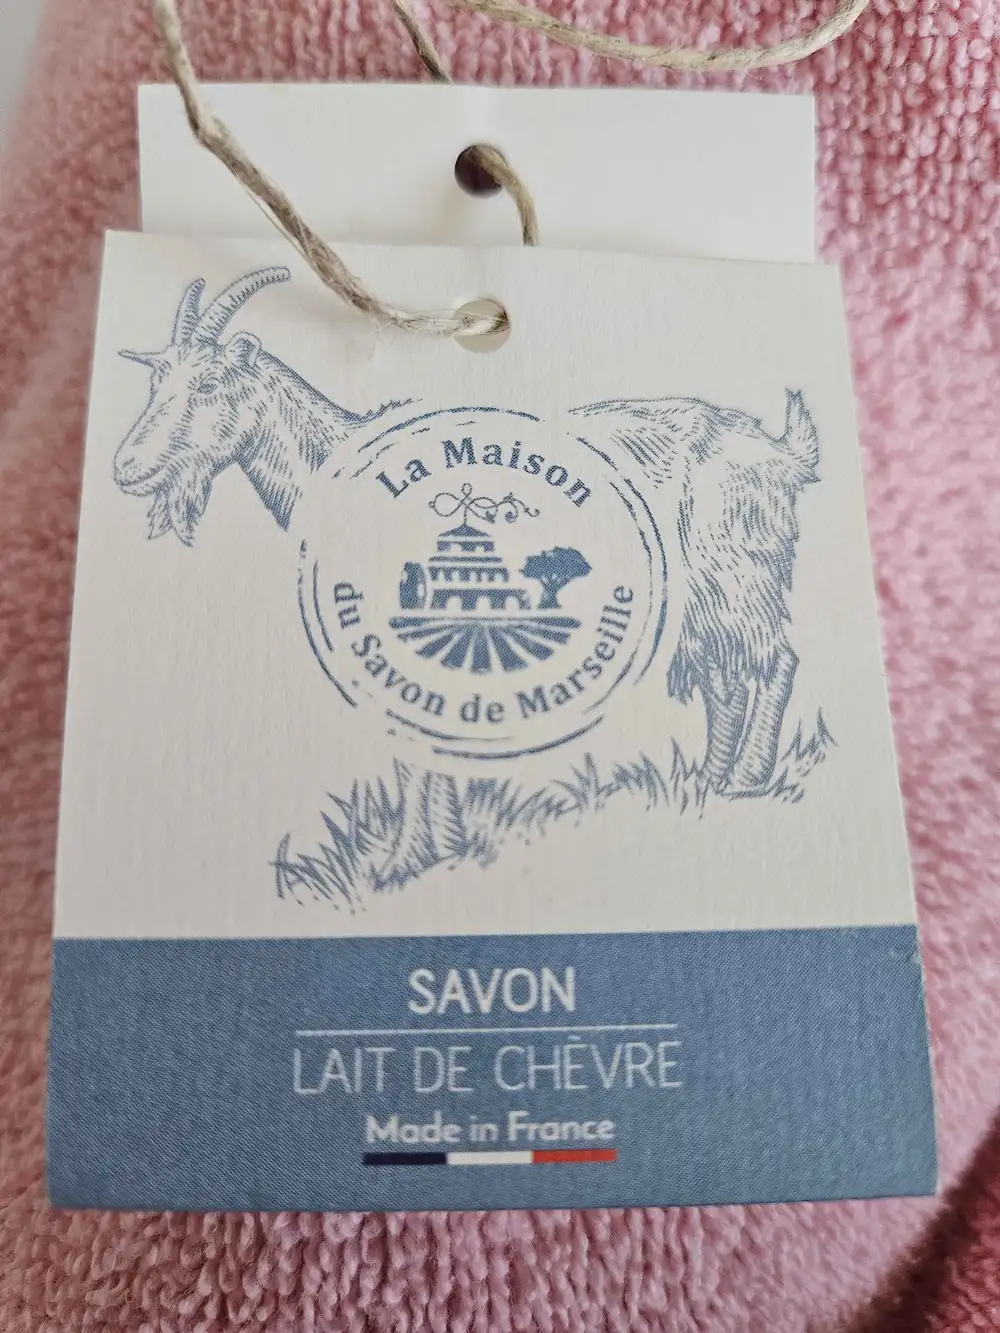 La Maison
du Savon de Marseille
SAVON
LAIT DE CHÈVRE
Made in France